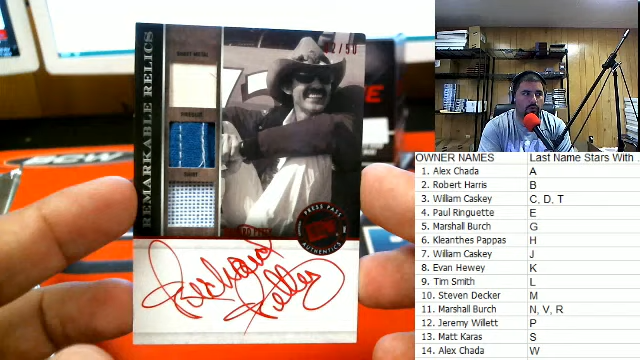 REMARKABLE RELICS
SHEET METAL
FIRESUIT
SHIRT
2/50
PRESS PASS
AUTHENTICS
Richard Petty
BCW
OWNER NAMES Last Name Stars With
1. Alex Chada A
2. Robert Harris B
3. William Caskey C, D, T
4. Paul Ringuette E
5. Marshall Burch G
6. Kleanthes Pappas H
7. William Caskey J
8. Evan Hewey K
9. Tim Smith L
10. Steven Decker M
11. Marshall Burch N, V, R
12. Jeremy Willett P
13. Matt Karas S
14. Alex Chada W